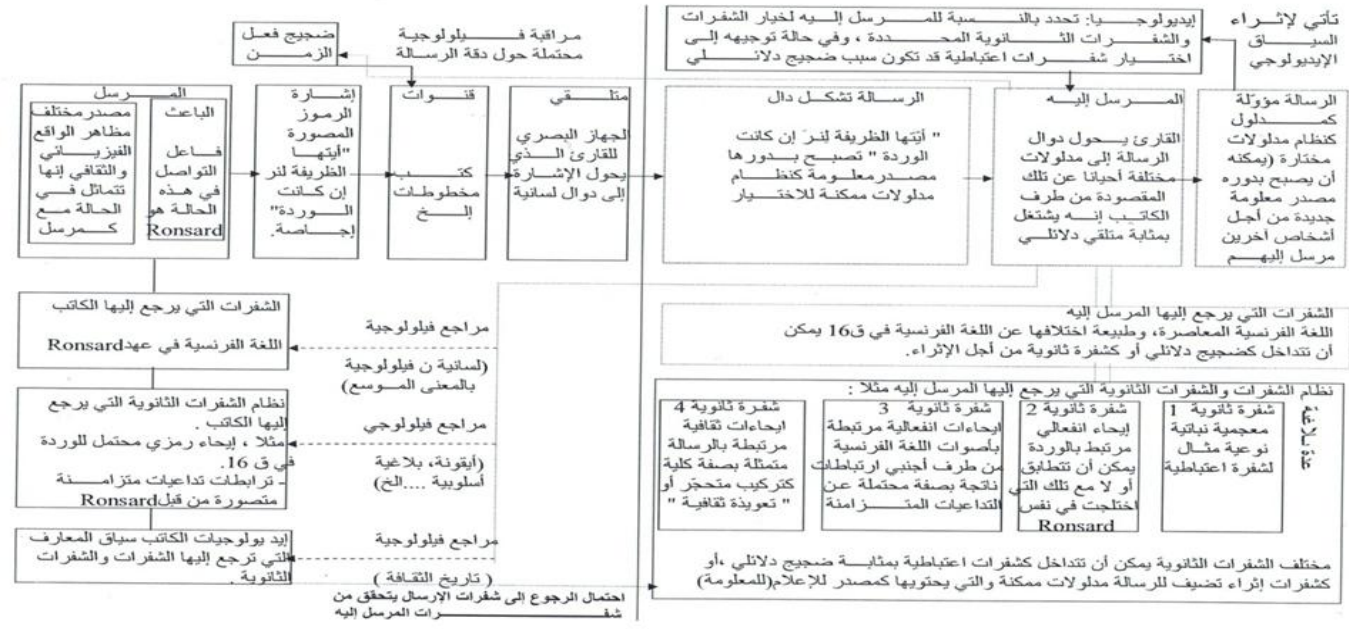 تأتي لإثراء
السياق
الإيديولوجي
إيديولوجيا: تحدد بالنسبة للمرسل إليه لخيار الشفرات
والشفرات الثانوية المحددة ، وفي حالة توجيهه إلى
اختيار شفرات اعتباطية قد تكون سبب ضجيج دلائلي
مراقبة فيلولوجية
محتملة حول دقة الرسالة
ضجيج فعل
الزمن
المرسل
مصدر مختلف
مظاهر الواقع
الفيزيائي
والثقافي إنها
تتماثل في
الحالة مع
كمرسل
الباعث
فاعل
التواصل
في هذه
الحالة هو
Ronsard
إشارة
الرموز
المصورة
"أيتها
الظريفة لنر
إن كانت
الوردة"
إجاصة.
قنوات
كتب
مخطوطات
إلخ
متلقي
الجهاز البصري
للقارئ الذي
يحول الإشارة
إلى دوال لسانية
الرسالة تشكل دال
" أيتها الظريفة لنرَ إن كانت
الوردة " تصبح بدورها
مصدر معلومة كنظام
مدلولات ممكنة للاختيار
المرسل إليه
القارئ يحول دوال
الرسالة إلى مدلولات
مختلفة أحيانا عن تلك
المقصودة من طرف
الكاتب إنه يشتغل
بمثابة متلقي دلائلي
الرسالة مؤوّلة
كمدلول
كنظام مدلولات
مختارة (يمكنه
أن يصبح بدوره
مصدر معلومة
جديدة من أجل
أشخاص آخرين
مرسل إليهم
الشفرات التي يرجع إليها الكاتب
اللغة الفرنسية في عهدRonsard
مراجع فيلولوجية
(لسانية ن فيلولوجية
بالمعنى الموسع)
نظام الشفرات الثانوية التي يرجع
إليها الكاتب .
مثلا ، إيحاء رمزي محتمل للوردة
في ق 16.
- ترابطات تداعيات متزامنة
متصورة من قبلRonsard
مراجع فيلولوجي
(أيقونة، بلاغية
أسلوبية ....الخ)
إيد يولوجيات الكاتب سياق المعارف
التي ترجع إليها الشفرات والشفرات
الثانوية .
مراجع فيلولوجية
( تاريخ الثقافة )
احتمال الرجوع إلى شفرات الإرسال يتحقق من
شفرات المرسل إليه
الشفرات التي يرجع إليها المرسل إليه
اللغة الفرنسية المعاصرة، وطبيعة اختلافها عن اللغة الفرنسية في ق16 يمكن
أن تتداخل كضجيج دلائلي أو كشفرة ثانوية من أجل الإثراء.
نظام الشفرات والشفرات الثانوية التي يرجع إليها المرسل إليه مثلا :
شفرة ثانوية 1
معجمية نباتية
نوعية مثال
لشفرة اعتباطية
شفرة ثانوية 2
إيحاء انفعالي
مرتبط بالوردة
يمكن أن تتطابق
أو لا مع تلك التي
اختلجت في نفس
Ronsard
شفرة ثانوية 3
ايحاءات انفعالية مرتبطة
بأصوات اللغة الفرنسية
من طرف أجنبي ارتباطات
ناتجة بصفة محتملة عن
التداعيات المتزامنة
شفرة ثانوية 4
ايحاءات ثقافية
مرتبطة بالرسالة
متمثلة بصفة كلية
كتركيب متحجّر أو
" تعويذة ثقافية "
مختلف الشفرات الثانوية يمكن أن تتداخل كشفرات اعتباطية بمثابة ضجيج دلائلي ،أو
كشفرات إثراء تضيف للرسالة مدلولات ممكنة والتي يحتويها كمصدر للإعلام(للمعلومة)